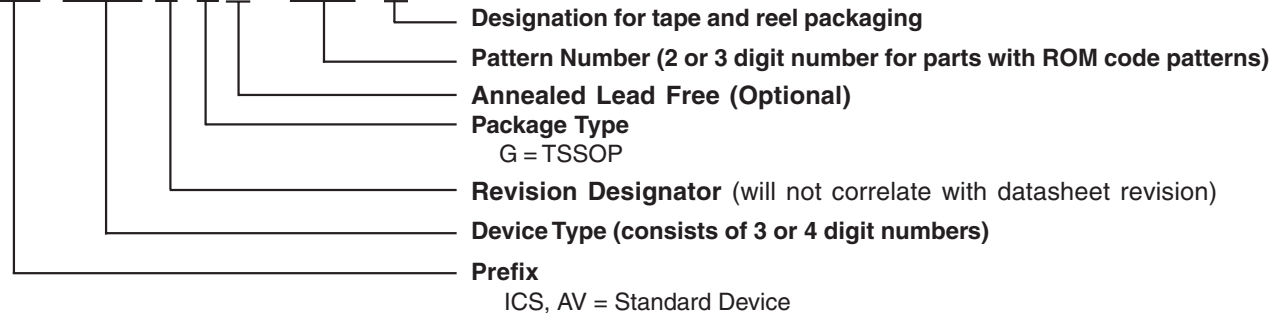 Designation for tape and reel packaging
Pattern Number (2 or 3 digit number for parts with ROM code patterns)
Annealed Lead Free (Optional)
Package Type
G = TSSOP
Revision Designator (will not correlate with datasheet revision)
Device Type (consists of 3 or 4 digit numbers)
Prefix
ICS, AV = Standard Device